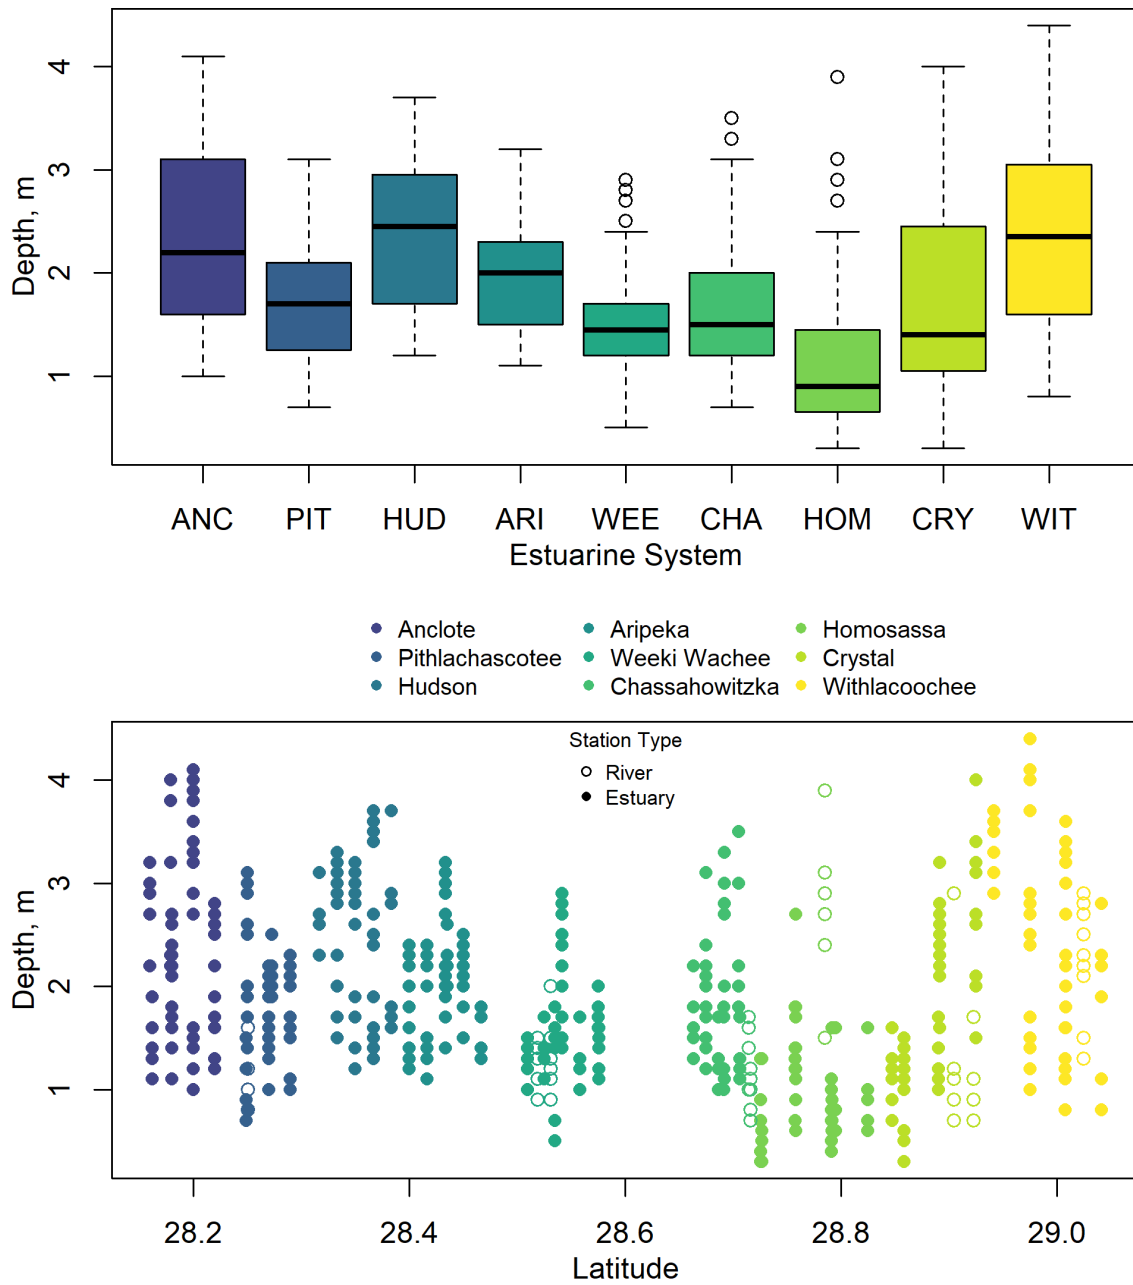 Depth, m
4
3
2
1
ANC PIT HUD ARI WEE CHA HOM CRY WIT
Estuarine System
Anclote Aripeka Homosassa
Pithlachascotee Weeki Wachee Crystal
Hudson Chassahowitzka Withlacoochee
Station Type
River
Estuary
Depth, m
4
3
2
1
28.2 28.4 28.6 28.8 29.0
Latitude